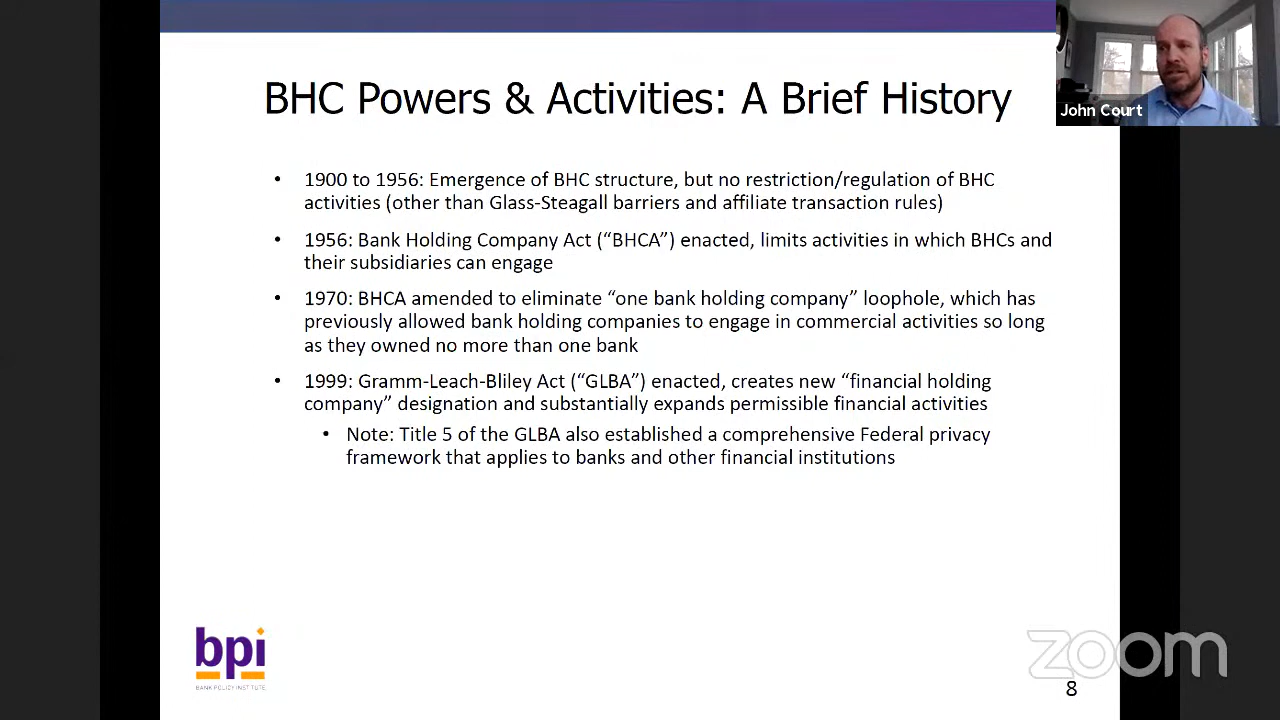 BHC Powers & Activities: A Brief History
John Court
• 1900 to 1956: Emergence of BHC structure, but no restriction/regulation of BHC
activities (other than Glass-Steagall barriers and affiliate transaction rules)
• 1956: Bank Holding Company Act (“BHCA”) enacted, limits activities in which BHCs and
their subsidiaries can engage
• 1970: BHCA amended to eliminate “one bank holding company” loophole, which has
previously allowed bank holding companies to engage in commercial activities so long
as they owned no more than one bank
• 1999: Gramm-Leach-Bliley Act (“GLBA”) enacted, creates new “financial holding
company” designation and substantially expands permissible financial activities
• Note: Title 5 of the GLBA also established a comprehensive Federal privacy
framework that applies to banks and other financial institutions
bpi
BANK POLICY INSTITUTE
zoom
8